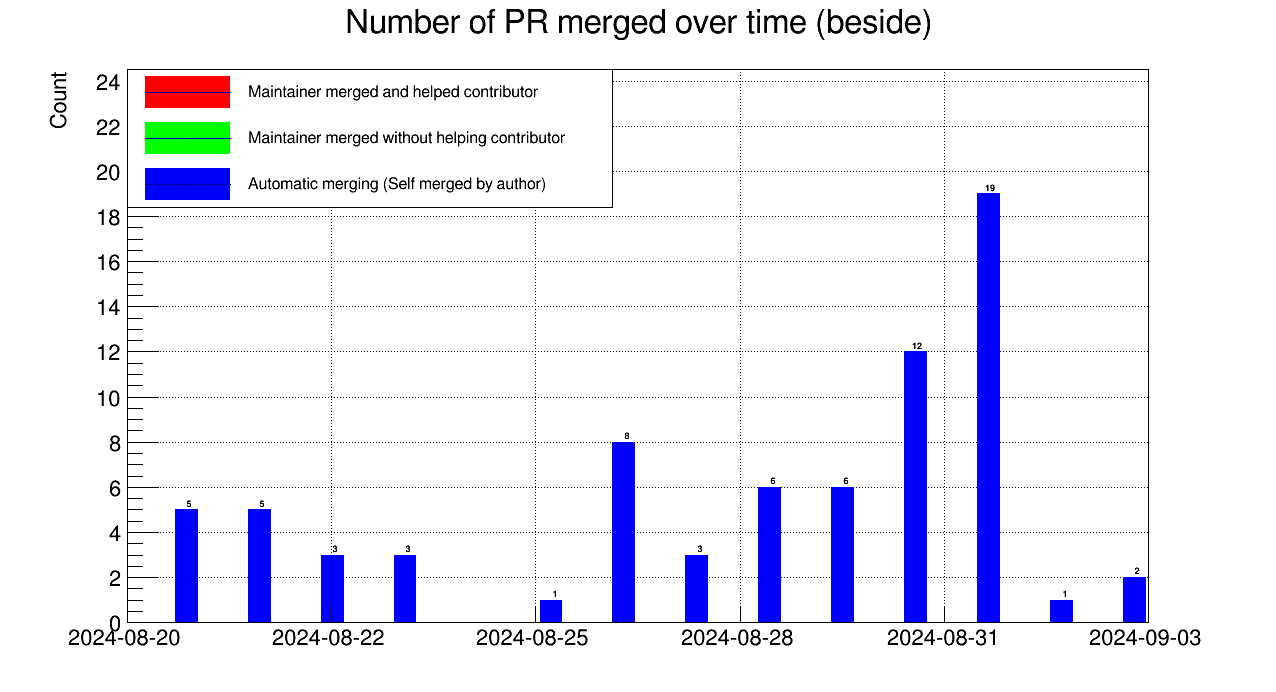 Number of PR merged over time (beside)
Count
24
22
20
18
16
14
12
10
8
6
4
2
0
Maintainer merged and helped contributor
Maintainer merged without helping contributor
Automatic merging (Self merged by author)
5 5 3 3 1 8 3 6 6 12 19 1 2
2024-08-20 2024-08-22 2024-08-25 2024-08-28 2024-08-31 2024-09-03